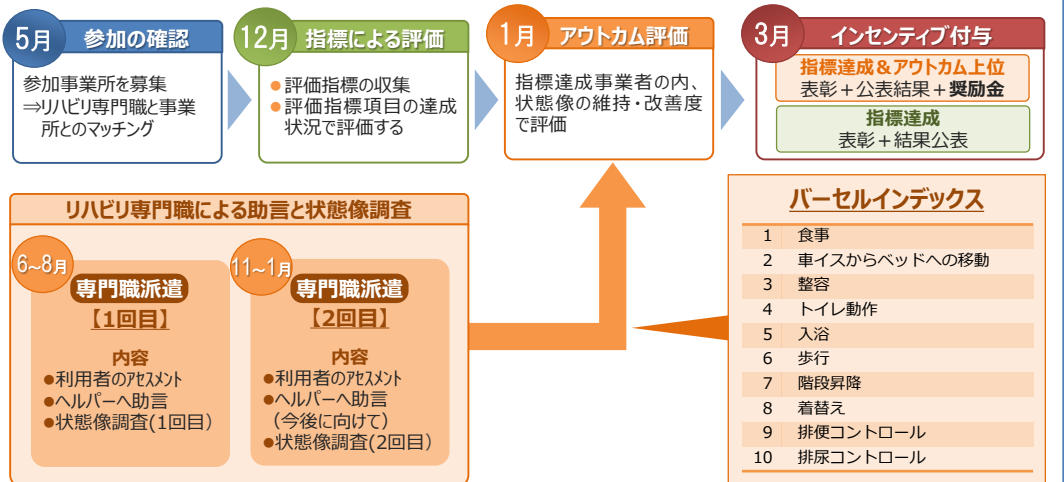 5月 参加の確認
参加事業所を募集
⇒リハビリ専門職と事業
所とのマッチング
12月 指標による評価
●評価指標の収集
●評価指標項目の達成
状況で評価する
1月 アウトカム評価
指標達成事業者の内、
状態像の維持・改善度
で評価
3月 インセンティブ付与
指標達成&アウトカム上位
表彰+公表結果+奨励金
指標達成
表彰+結果公表
リハビリ専門職による助言と状態像調査
6~8月
専門職派遣
【1回目】
内容
●利用者のアセスメント
●ヘルパーへ助言
●状態像調査(1回目)
11~1月
専門職派遣
【2回目】
内容
●利用者のアセスメント
●ヘルパーへ助言
(今後に向けて)
●状態像調査(2回目)
バーセルインデックス
1 食事
2 車イスからベッドへの移動
3 整容
4 トイレ動作
5 入浴
6 歩行
7 階段昇降
8 着替え
9 排便コントロール
10 排尿コントロール